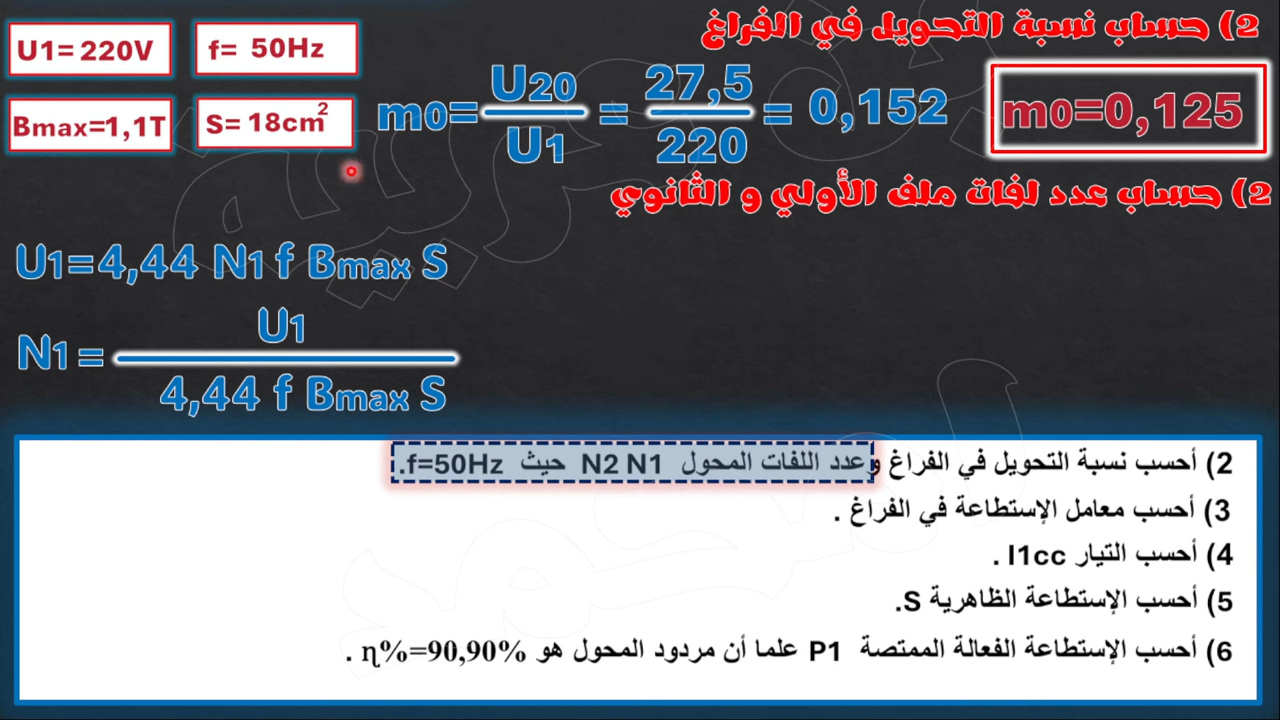 U1= 220V
f= 50Hz
Bmax=1,1T
S= 18cm²
2) حساب نسبة التحويل في الفراغ
m0= U20 / U1 = 27,5 / 220 = 0,152
m0=0,125
2) حساب عدد لفات ملف الأولي و الثانوي
U1=4,44 N1 f Bmax S
N1 = U1 / 4,44 f Bmax S
2) أحسب نسبة التحويل في الفراغ وعدد اللفات المحول N2 N1 حيث f=50Hz.
3) أحسب معامل الإستطاعة في الفراغ .
4) أحسب التيار I1cc .
5) أحسب الإستطاعة الظاهرية S.
6) أحسب الإستطاعة الفعالة الممتصة P1 علما أن مردود المحول هو η%=90,90% .